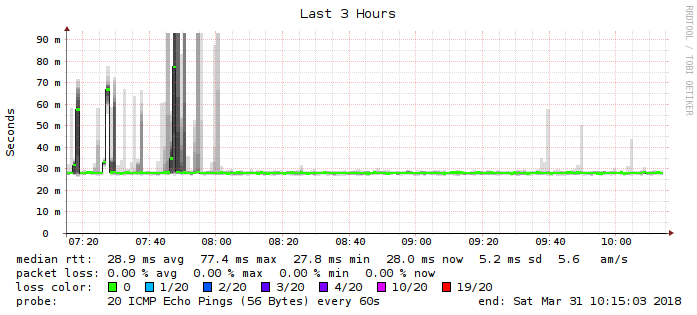 Last 3 Hours
RRDTOOL / TOBI OETIKER
Seconds
90 m
80 m
70 m
60 m
50 m
40 m
30 m
20 m
10 m
0
07:20 07:40 08:00 08:20 08:40 09:00 09:20 09:40 10:00
median rtt: 28.9 ms avg 77.4 ms max 27.8 ms min 28.0 ms now 5.2 ms sd 5.6 am/s
packet loss: 0.00 % avg 0.00 % max 0.00 % min 0.00 % now
loss color: 0 1/20 2/20 3/20 4/20 10/20 19/20
probe: 20 ICMP Echo Pings (56 Bytes) every 60s end: Sat Mar 31 10:15:03 2018